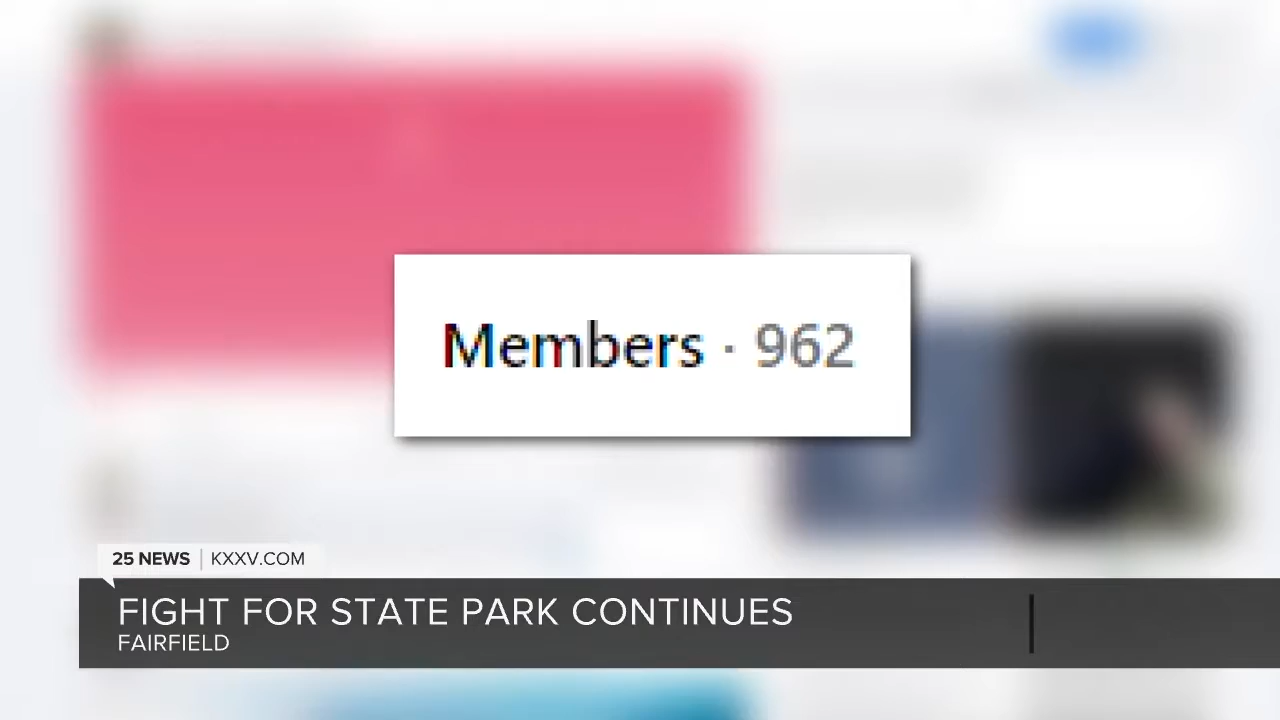 Members · 962
25 NEWS | KXXV.COM
FIGHT FOR STATE PARK CONTINUES
FAIRFIELD